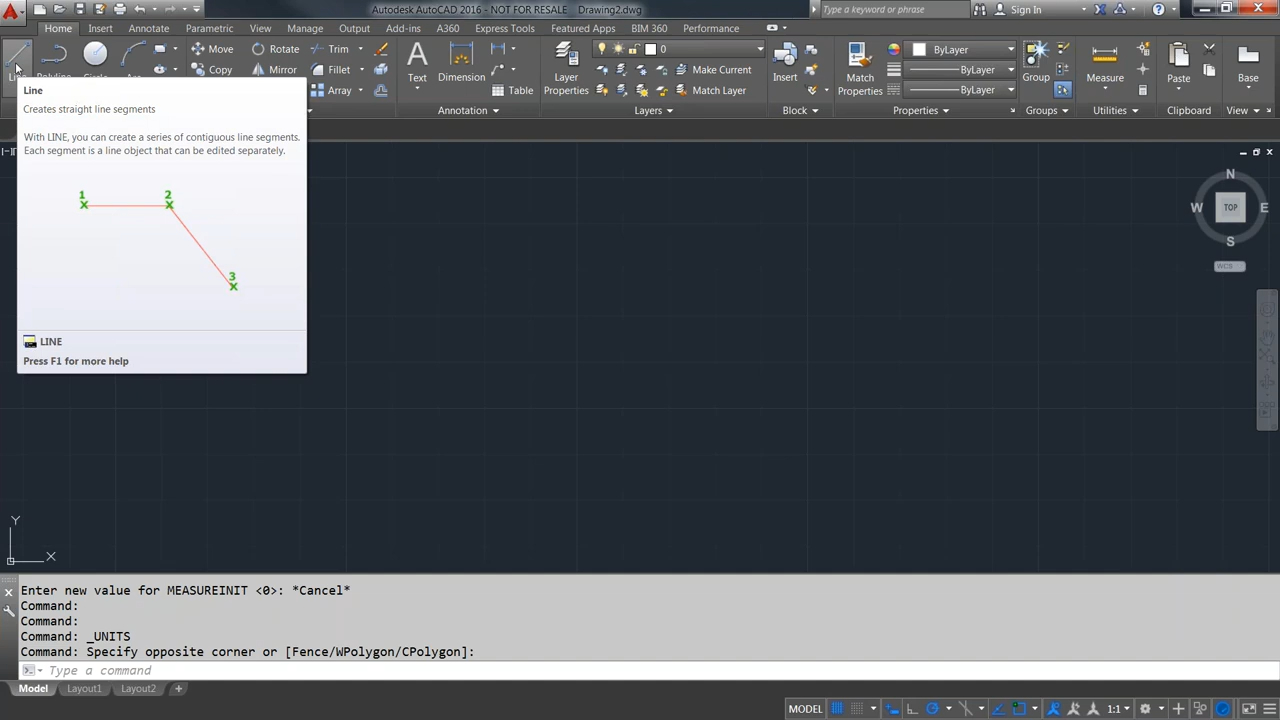 Autodesk AutoCAD 2016 - NOT FOR RESALE Drawing2.dwg
Type a keyword or phrase
Sign In
Home Insert Annotate Parametric View Manage Output Add-ins A360 Express Tools Featured Apps BIM 360 Performance
Move Rotate Trim
Copy Mirror Fillet
Array
Text
Dimension
Layer
Properties
0
Make Current
Match Layer
Insert
Match
Properties
ByLayer
ByLayer
ByLayer
Group
Measure
Paste
Base
Annotation Layers Block Properties Groups Utilities Clipboard
Line
Creates straight line segments
With LINE, you can create a series of contiguous line segments.
Each segment is a line object that can be edited separately.
1
2
3
LINE
Press F1 for more help
N
W TOP E
S
WCS
Y
X
Enter new value for MEASUREINIT <0>: *Cancel*
Command:
Command:
Command: _UNITS
Command: Specify opposite corner or [Fence/WPolygon/CPolygon]:
Type a command
Model Layout1 Layout2 +
MODEL
1:1